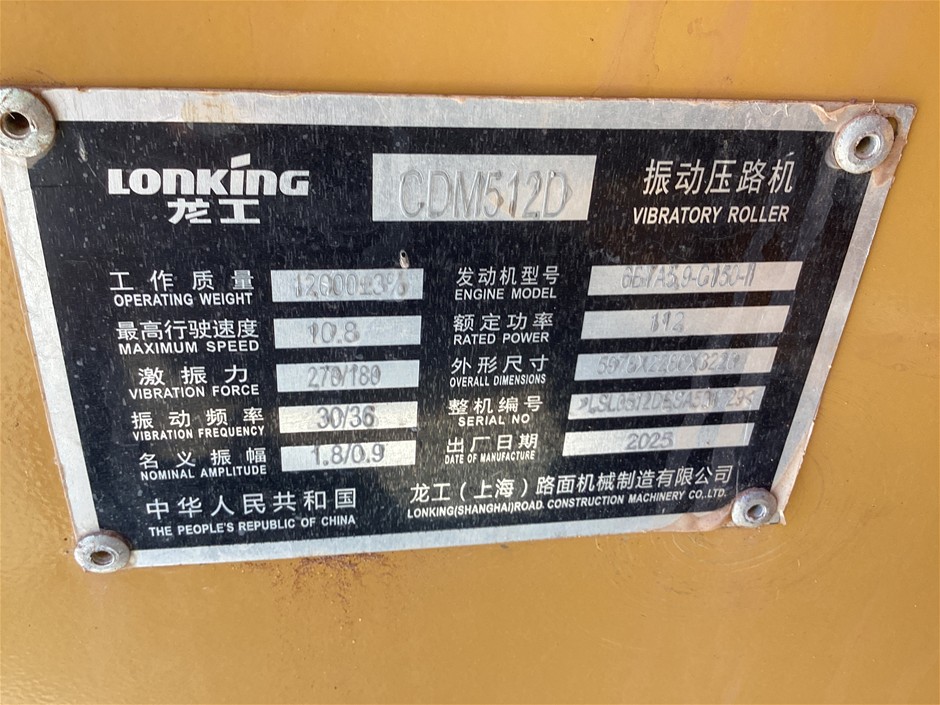 LONKING
龙工
CDM512D
振动压路机
VIBRATORY ROLLER
工作质量 12000±3%
OPERATING WEIGHT
最高行驶速度 10.8
MAXIMUM SPEED
激振力 270/180
VIBRATION FORCE
振动频率 30/36
VIBRATION FREQUENCY
名义振幅 1.8/0.9
NOMINAL AMPLITUDE
中华人民共和国
THE PEOPLE'S REPUBLIC OF CHINA
发动机型号
ENGINE MODEL
额定功率 112
RATED POWER
外形尺寸
OVERALL DIMENSIONS
整机编号
SERIAL NO
出厂日期
DATE OF MANUFACTURE
龙工(上海)路面机械制造有限公司
LONKING(SHANGHAI)ROAD CONSTRUCTION MACHINERY CO.,LTD.